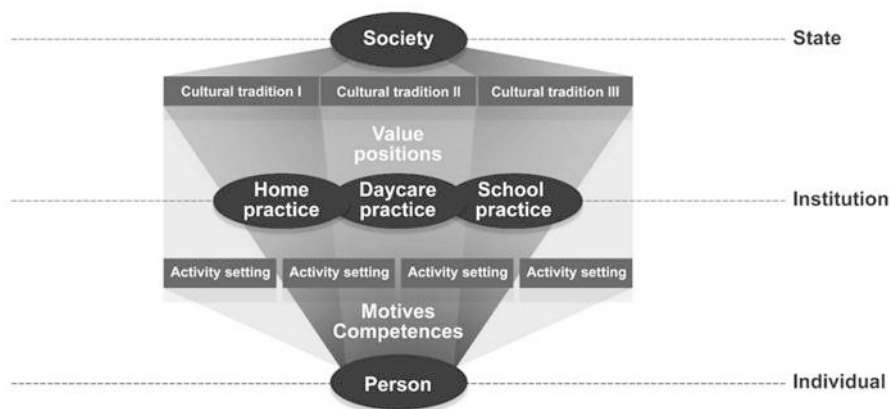 Society
State
Cultural tradition I
Cultural tradition II
Cultural tradition III
Value
positions
Home
practice
Daycare
practice
School
practice
Institution
Activity setting
Activity setting
Activity setting
Activity setting
Motives
Competences
Person
Individual